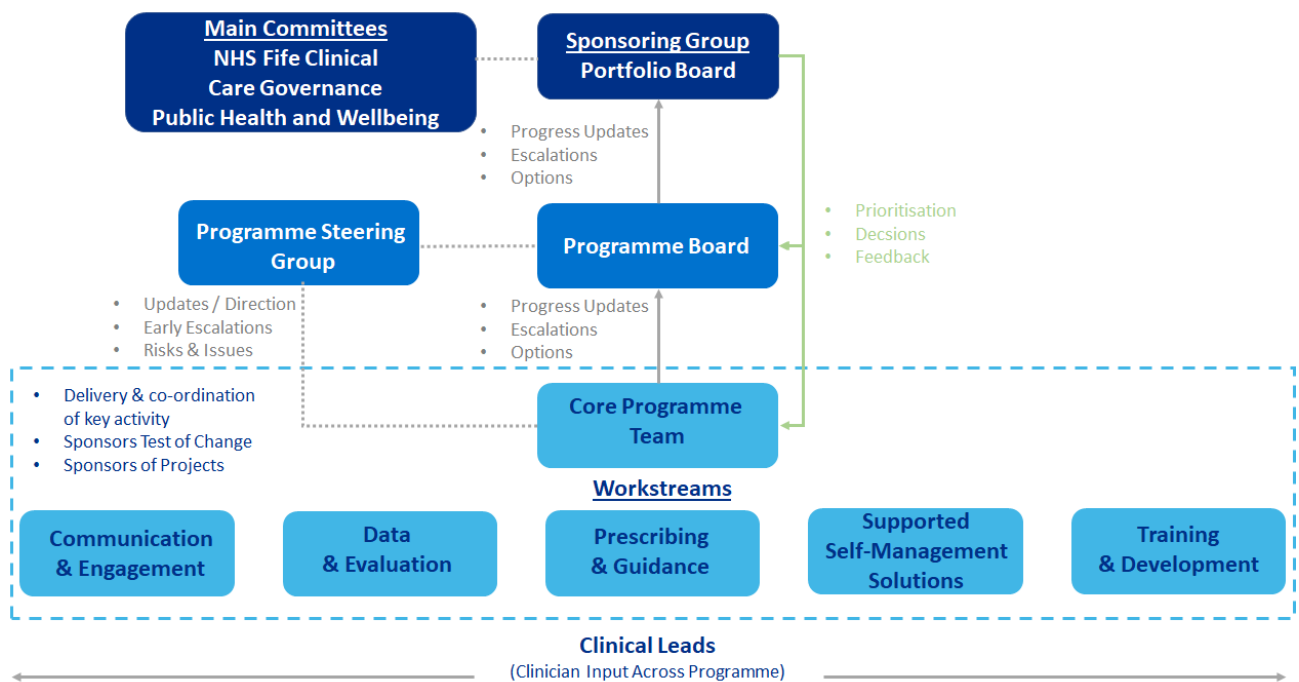 Main Committees
NHS Fife Clinical
Care Governance
Public Health and Wellbeing
Sponsoring Group
Portfolio Board
• Progress Updates
• Escalations
• Options
Programme Steering
Group
Programme Board
• Prioritisation
• Decsions
• Feedback
• Updates / Direction
• Early Escalations
• Risks & Issues
• Progress Updates
• Escalations
• Options
• Delivery & co-ordination
of key activity
• Sponsors Test of Change
• Sponsors of Projects
Core Programme
Team
Workstreams
Communication
& Engagement
Data
& Evaluation
Prescribing
& Guidance
Supported
Self-Management
Solutions
Training
& Development
Clinical Leads
(Clinician Input Across Programme)